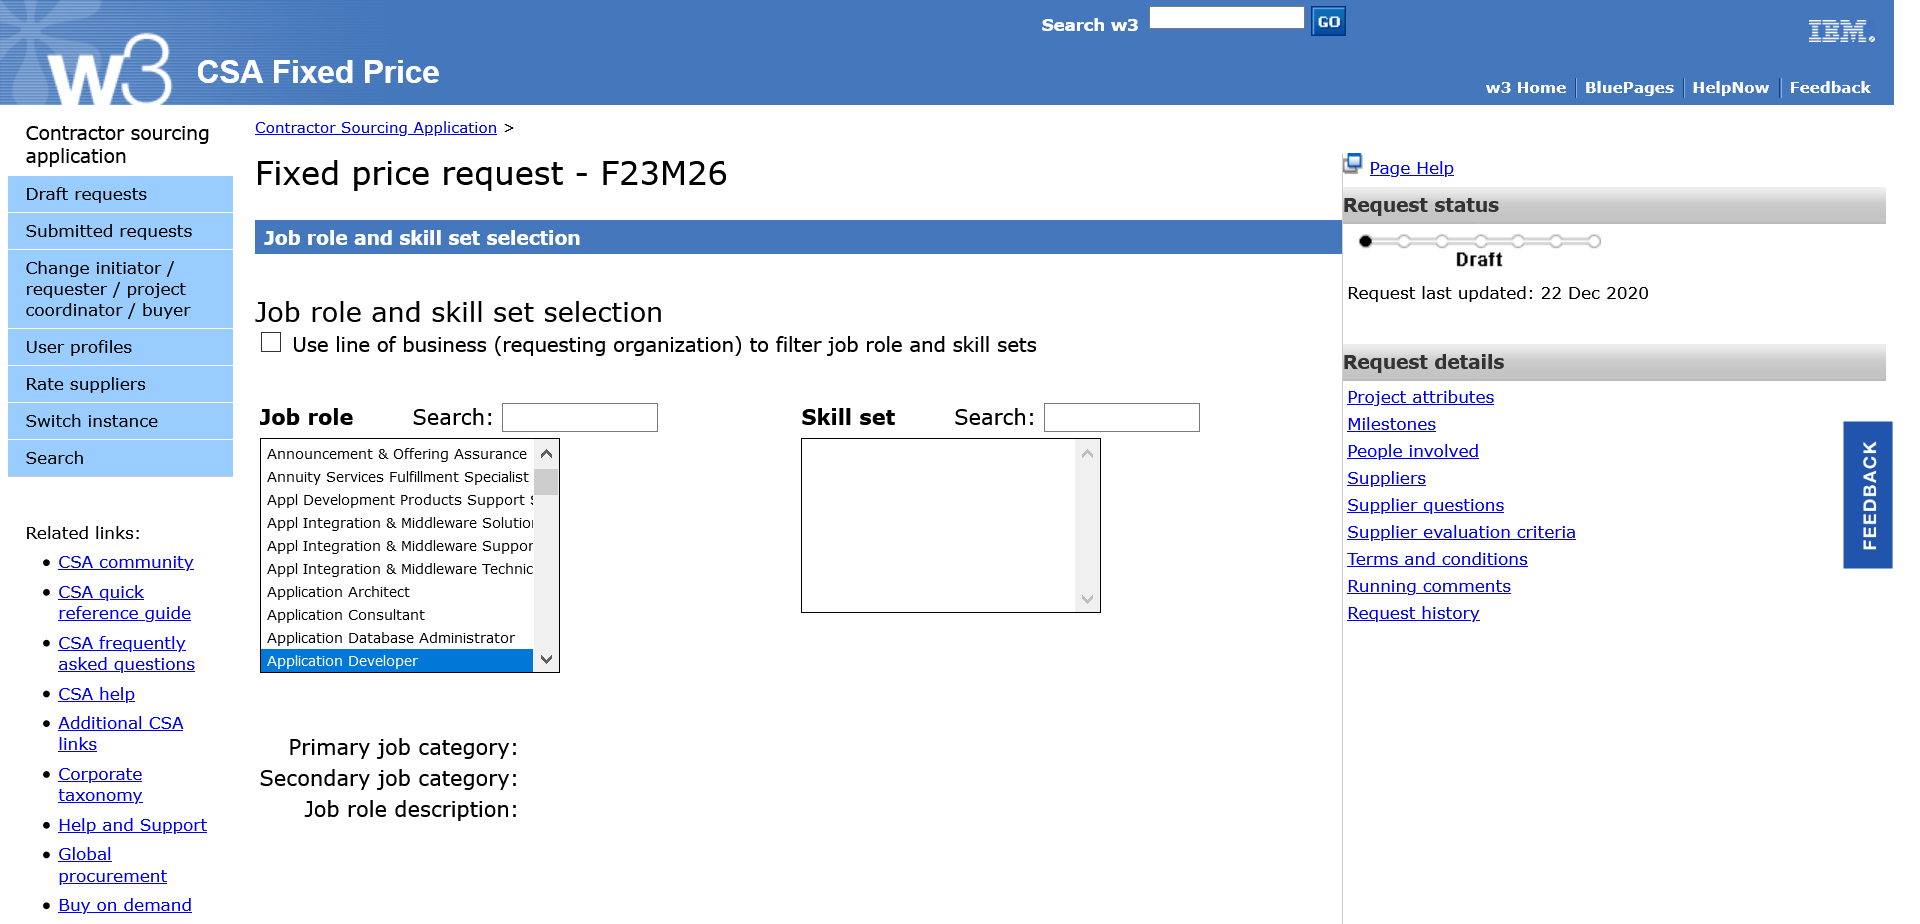 Search w3
GO
IBM
w3
CSA Fixed Price
w3 Home
BluePages
HelpNow
Feedback
Contractor sourcing
application
Draft requests
Submitted requests
Change initiator /
requester / project
coordinator / buyer
User profiles
Rate suppliers
Switch instance
Search
Related links:
CSA community
CSA quick
reference guide
CSA frequently
asked questions
CSA help
Additional CSA
links
Corporate
taxonomy
Help and Support
Global
procurement
Buy on demand
Contractor Sourcing Application >
Fixed price request - F23M26
Job role and skill set selection
Job role and skill set selection
Use line of business (requesting organization) to filter job role and skill sets
Job role Search:
Announcement & Offering Assurance
Annuity Services Fulfillment Specialist
Appl Development Products Support
Appl Integration & Middleware Solution
Appl Integration & Middleware Suppor
Appl Integration & Middleware Technic
Application Architect
Application Consultant
Application Database Administrator
Application Developer
Skill set Search:
Primary job category:
Secondary job category:
Job role description:
Page Help
Request status
Draft
Request last updated: 22 Dec 2020
Request details
Project attributes
Milestones
People involved
Suppliers
Supplier questions
Supplier evaluation criteria
Terms and conditions
Running comments
Request history
FEEDBACK